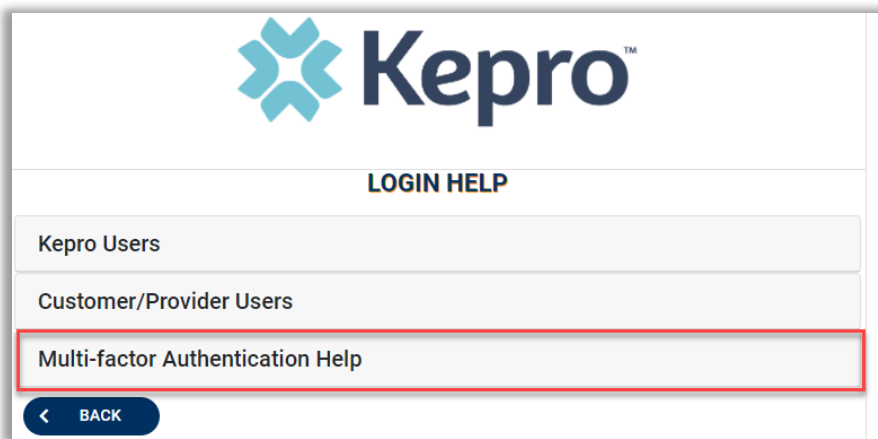 Kepro™
LOGIN HELP
Kepro Users
Customer/Provider Users
Multi-factor Authentication Help
BACK